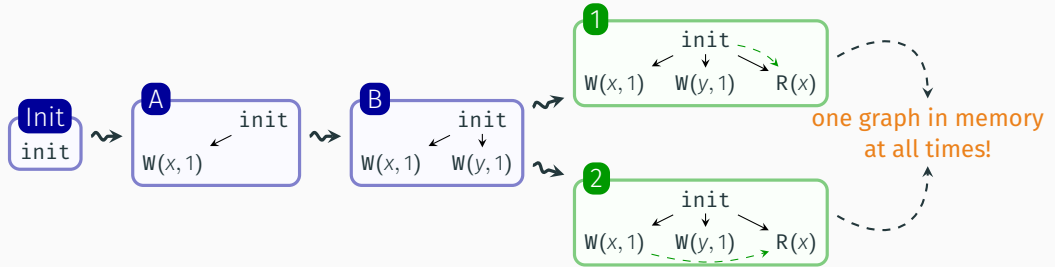 Init
init
A
init
W(x, 1)
B
init
W(x, 1) W(y, 1)
1
init
W(x, 1) W(y, 1) R(x)
2
init
W(x, 1) W(y, 1) R(x)
one graph in memory
at all times!